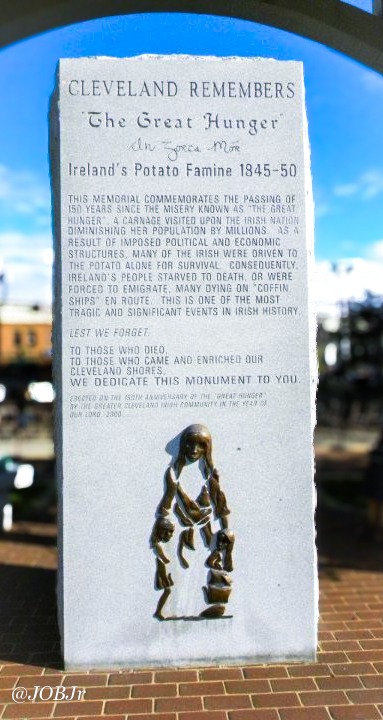 CLEVELAND REMEMBERS
"The Great Hunger"
An Gorta Mór
Ireland's Potato Famine 1845-50
THIS MEMORIAL COMMEMORATES THE PASSING OF
150 YEARS SINCE THE MISERY KNOWN AS "THE GREAT
HUNGER". A CARNAGE VISITED UPON THE IRISH NATION
DIMINISHING HER POPULATION BY MILLIONS. AS A
RESULT OF IMPOSED POLITICAL AND ECONOMIC
STRUCTURES, MANY OF THE IRISH WERE DRIVEN TO
THE POTATO ALONE FOR SURVIVAL. CONSEQUENTLY,
IRELAND'S PEOPLE STARVED TO DEATH, OR WERE
FORCED TO EMIGRATE, MANY DYING ON "COFFIN
SHIPS" EN ROUTE. THIS IS ONE OF THE MOST
TRAGIC AND SIGNIFICANT EVENTS IN IRISH HISTORY.
LEST WE FORGET:
TO THOSE WHO DIED,
TO THOSE WHO CAME AND ENRICHED OUR
CLEVELAND SHORES,
WE DEDICATE THIS MONUMENT TO YOU.
ERECTED ON THE 150TH ANNIVERSARY OF THE "GREAT HUNGER"
BY THE GREATER CLEVELAND IRISH COMMUNITY IN THE YEAR OF
OUR LORD, 2000.
@JOBJr